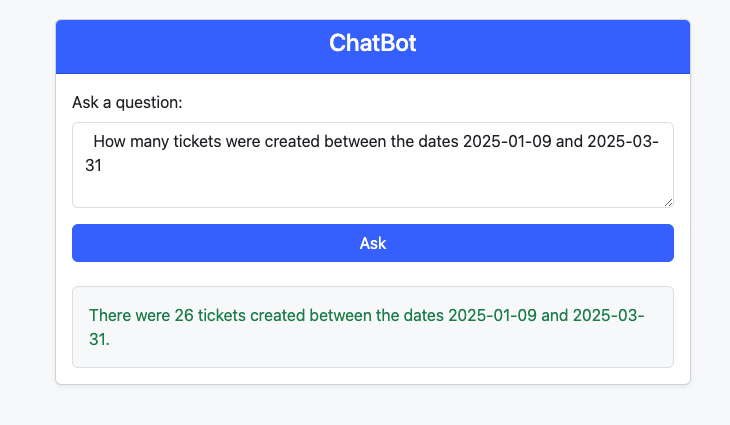 ChatBot
Ask a question:
How many tickets were created between the dates 2025-01-09 and 2025-03-
31
Ask
There were 26 tickets created between the dates 2025-01-09 and 2025-03-
31.